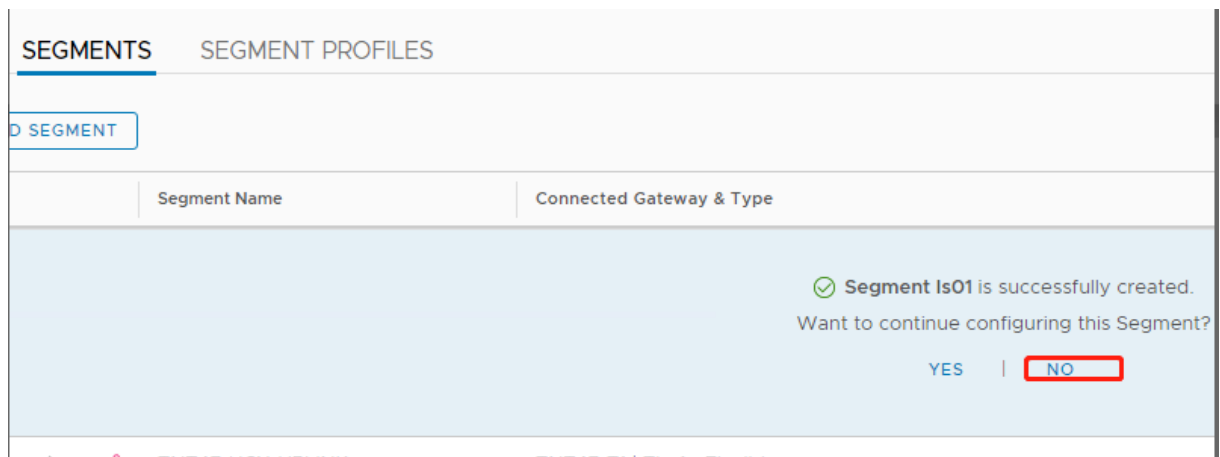 SEGMENTS SEGMENT PROFILES
D SEGMENT
Segment Name Connected Gateway & Type
Segment ls01 is successfully created.
Want to continue configuring this Segment?
YES | NO